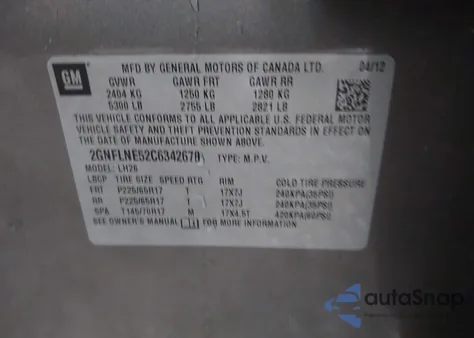 GM
MFD BY GENERAL MOTORS OF CANADA LTD. 04/12
GVWR GAWR FRT GAWR RR
2404 KG 1250 KG 1280 KG
5300 LB 2755 LB 2821 LB
THIS VEHICLE CONFORMS TO ALL APPLICABLE U.S. FEDERAL MOTOR
VEHICLE SAFETY AND THEFT PREVENTION STANDARDS IN EFFECT ON
THE DATE OF MANUFACTURE SHOWN ABOVE.
2GNFLNE52C6342678 TYPE: M.P.V.
MODEL: LH26
LBCP TIRE SIZE SPEED RTG RIM COLD TIRE PRESSURE
FRT P225/65R17 T 17X7J 240KPA(35PSI)
RR P225/65R17 T 17X7J 240KPA(35PSI)
SPA T145/70R17 M 17X4.5T 420KPA(60PSI)
SEE OWNER'S MANUAL FOR MORE INFORMATION
autoSnap